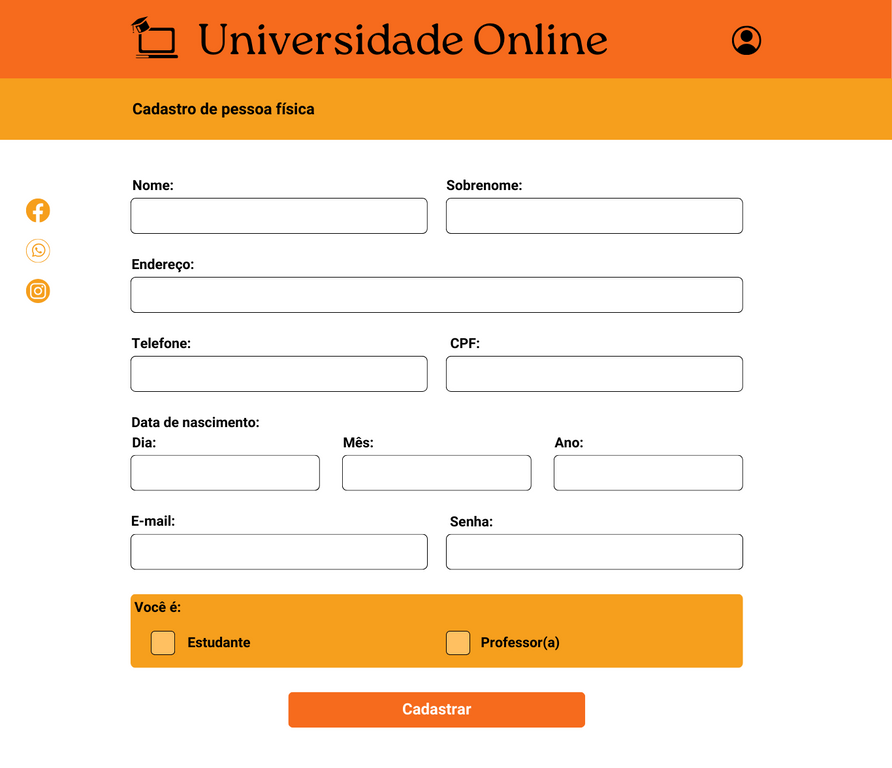 Universidade Online
Cadastro de pessoa física
Nome: Sobrenome:
Endereço:
Telefone: CPF:
Data de nascimento:
Dia: Mês: Ano:
E-mail: Senha:
Você é:
Estudante Professor(a)
Cadastrar